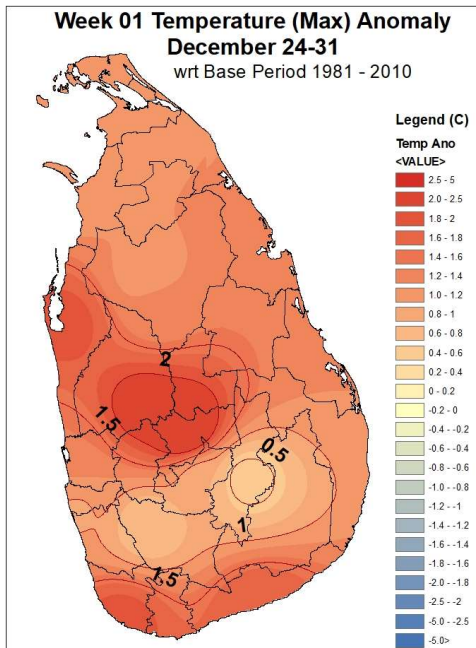 Week 01 Temperature (Max) Anomaly
December 24-31
wrt Base Period 1981 - 2010
Legend (C)
Temp Ano
<VALUE>
2.5 - 5
2.0 - 2.5
1.8 - 2
1.6 - 1.8
1.4 - 1.6
1.2 - 1.4
1.0 - 1.2
0.8 - 1
0.6 - 0.8
0.4 - 0.6
0.2 - 0.4
0 - 0.2
-0.2 - 0
-0.4 - -0.2
-0.6 - -0.4
-0.8 - -0.6
-1.0 - -0.8
-1.2 - -1
-1.4 - -1.2
-1.6 - -1.4
-1.8 - -1.6
-2.0 - -1.8
-2.5 - -2
-5.0 - -2.5
-5.0>
2
1.5
0.5
1
1.5